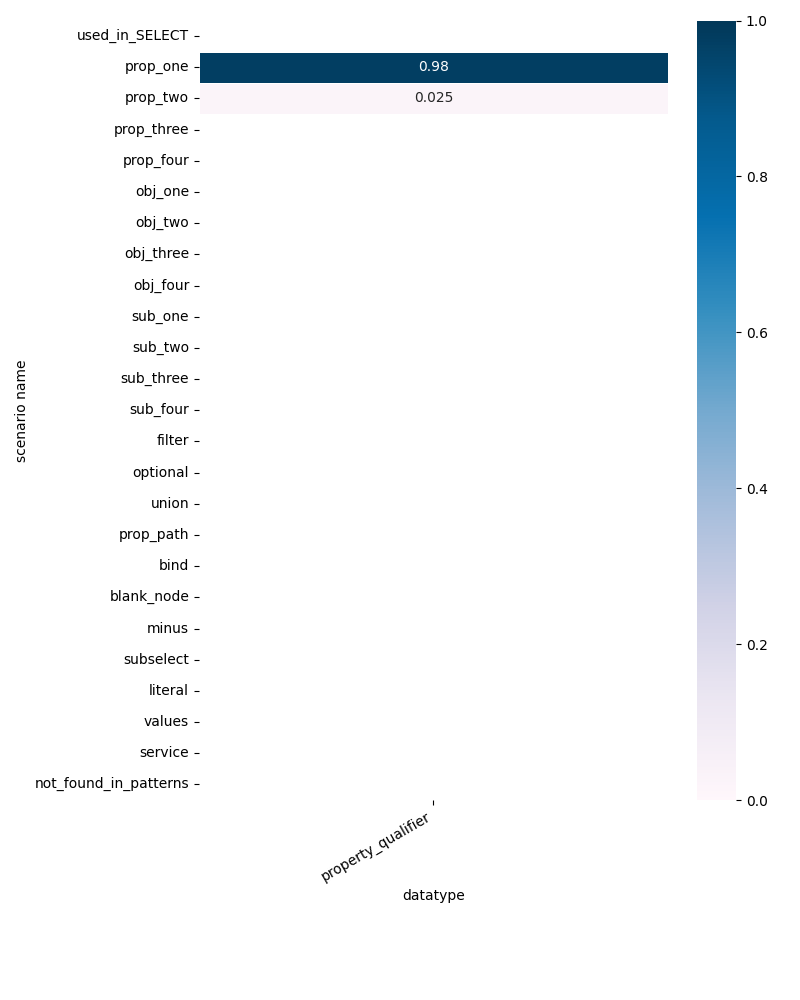 used_in_SELECT
prop_one
prop_two
prop_three
prop_four
obj_one
obj_two
obj_three
obj_four
sub_one
sub_two
sub_three
sub_four
filter
optional
union
prop_path
bind
blank_node
minus
subselect
literal
values
service
not_found_in_patterns
scenario name
0.98
0.025
property_qualifier
datatype
1.0
0.8
0.6
0.4
0.2
0.0